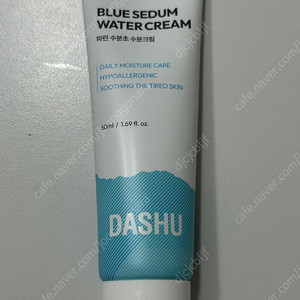 BLUE SEDUM
WATER CREAM
파란 수분초 수분크림
DAILY MOISTURE CARE
HYPOALLERGENIC
SOOTHING THE TIRED SKIN
50ml / 1.69 fl. oz.
DASHU